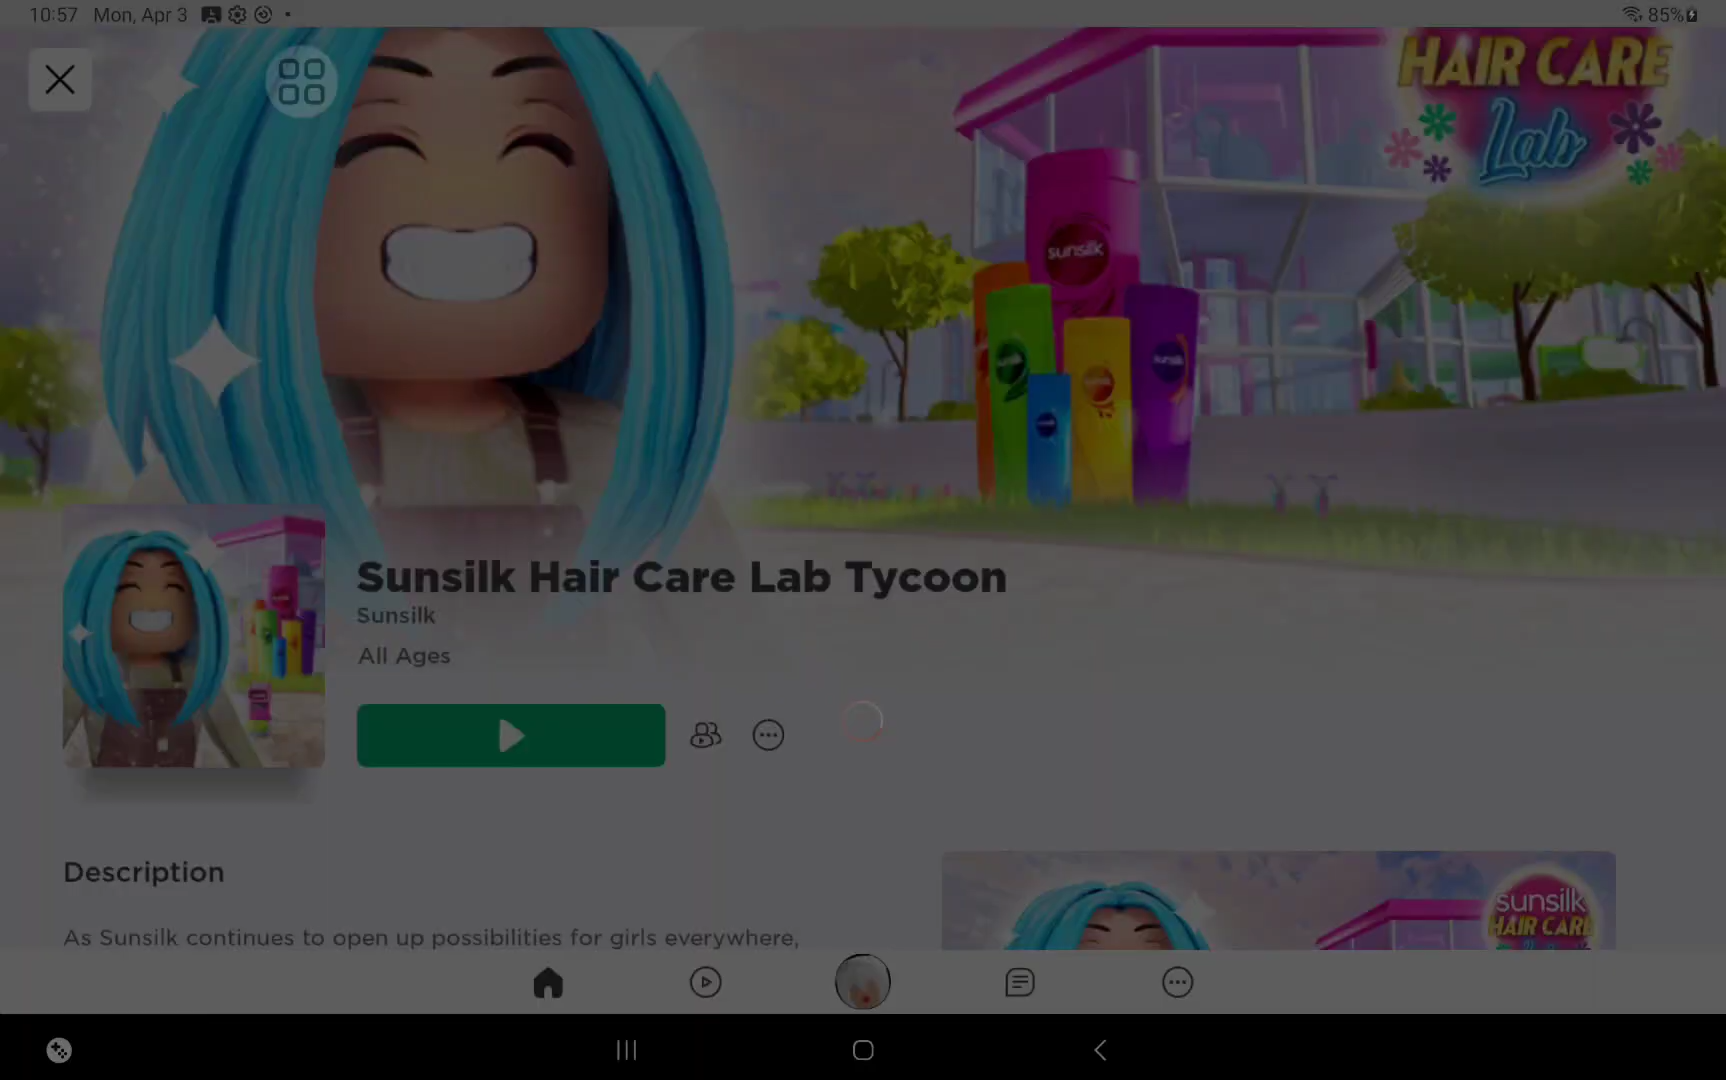 10:57 Mon, Apr 3
85%
HAIR CARE
Lab
sunsilk
sunsilk
Sunsilk Hair Care Lab Tycoon
Sunsilk
All Ages
Description
As Sunsilk continues to open up possibilities for girls everywhere,
sunsilk
HAIR CARE